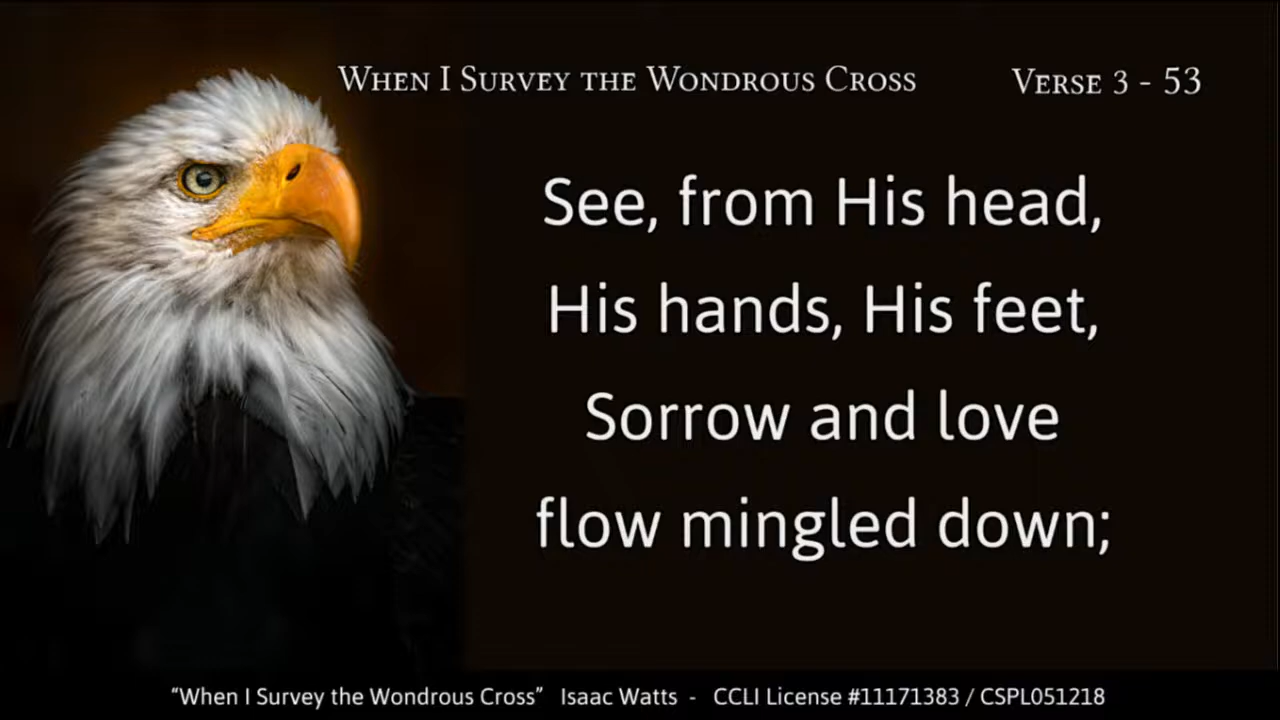 When I Survey the Wondrous Cross Verse 3 - 53
See, from His head,
His hands, His feet,
Sorrow and love
flow mingled down;
“When I Survey the Wondrous Cross” Isaac Watts - CCLI License #11171383 / CSPL051218